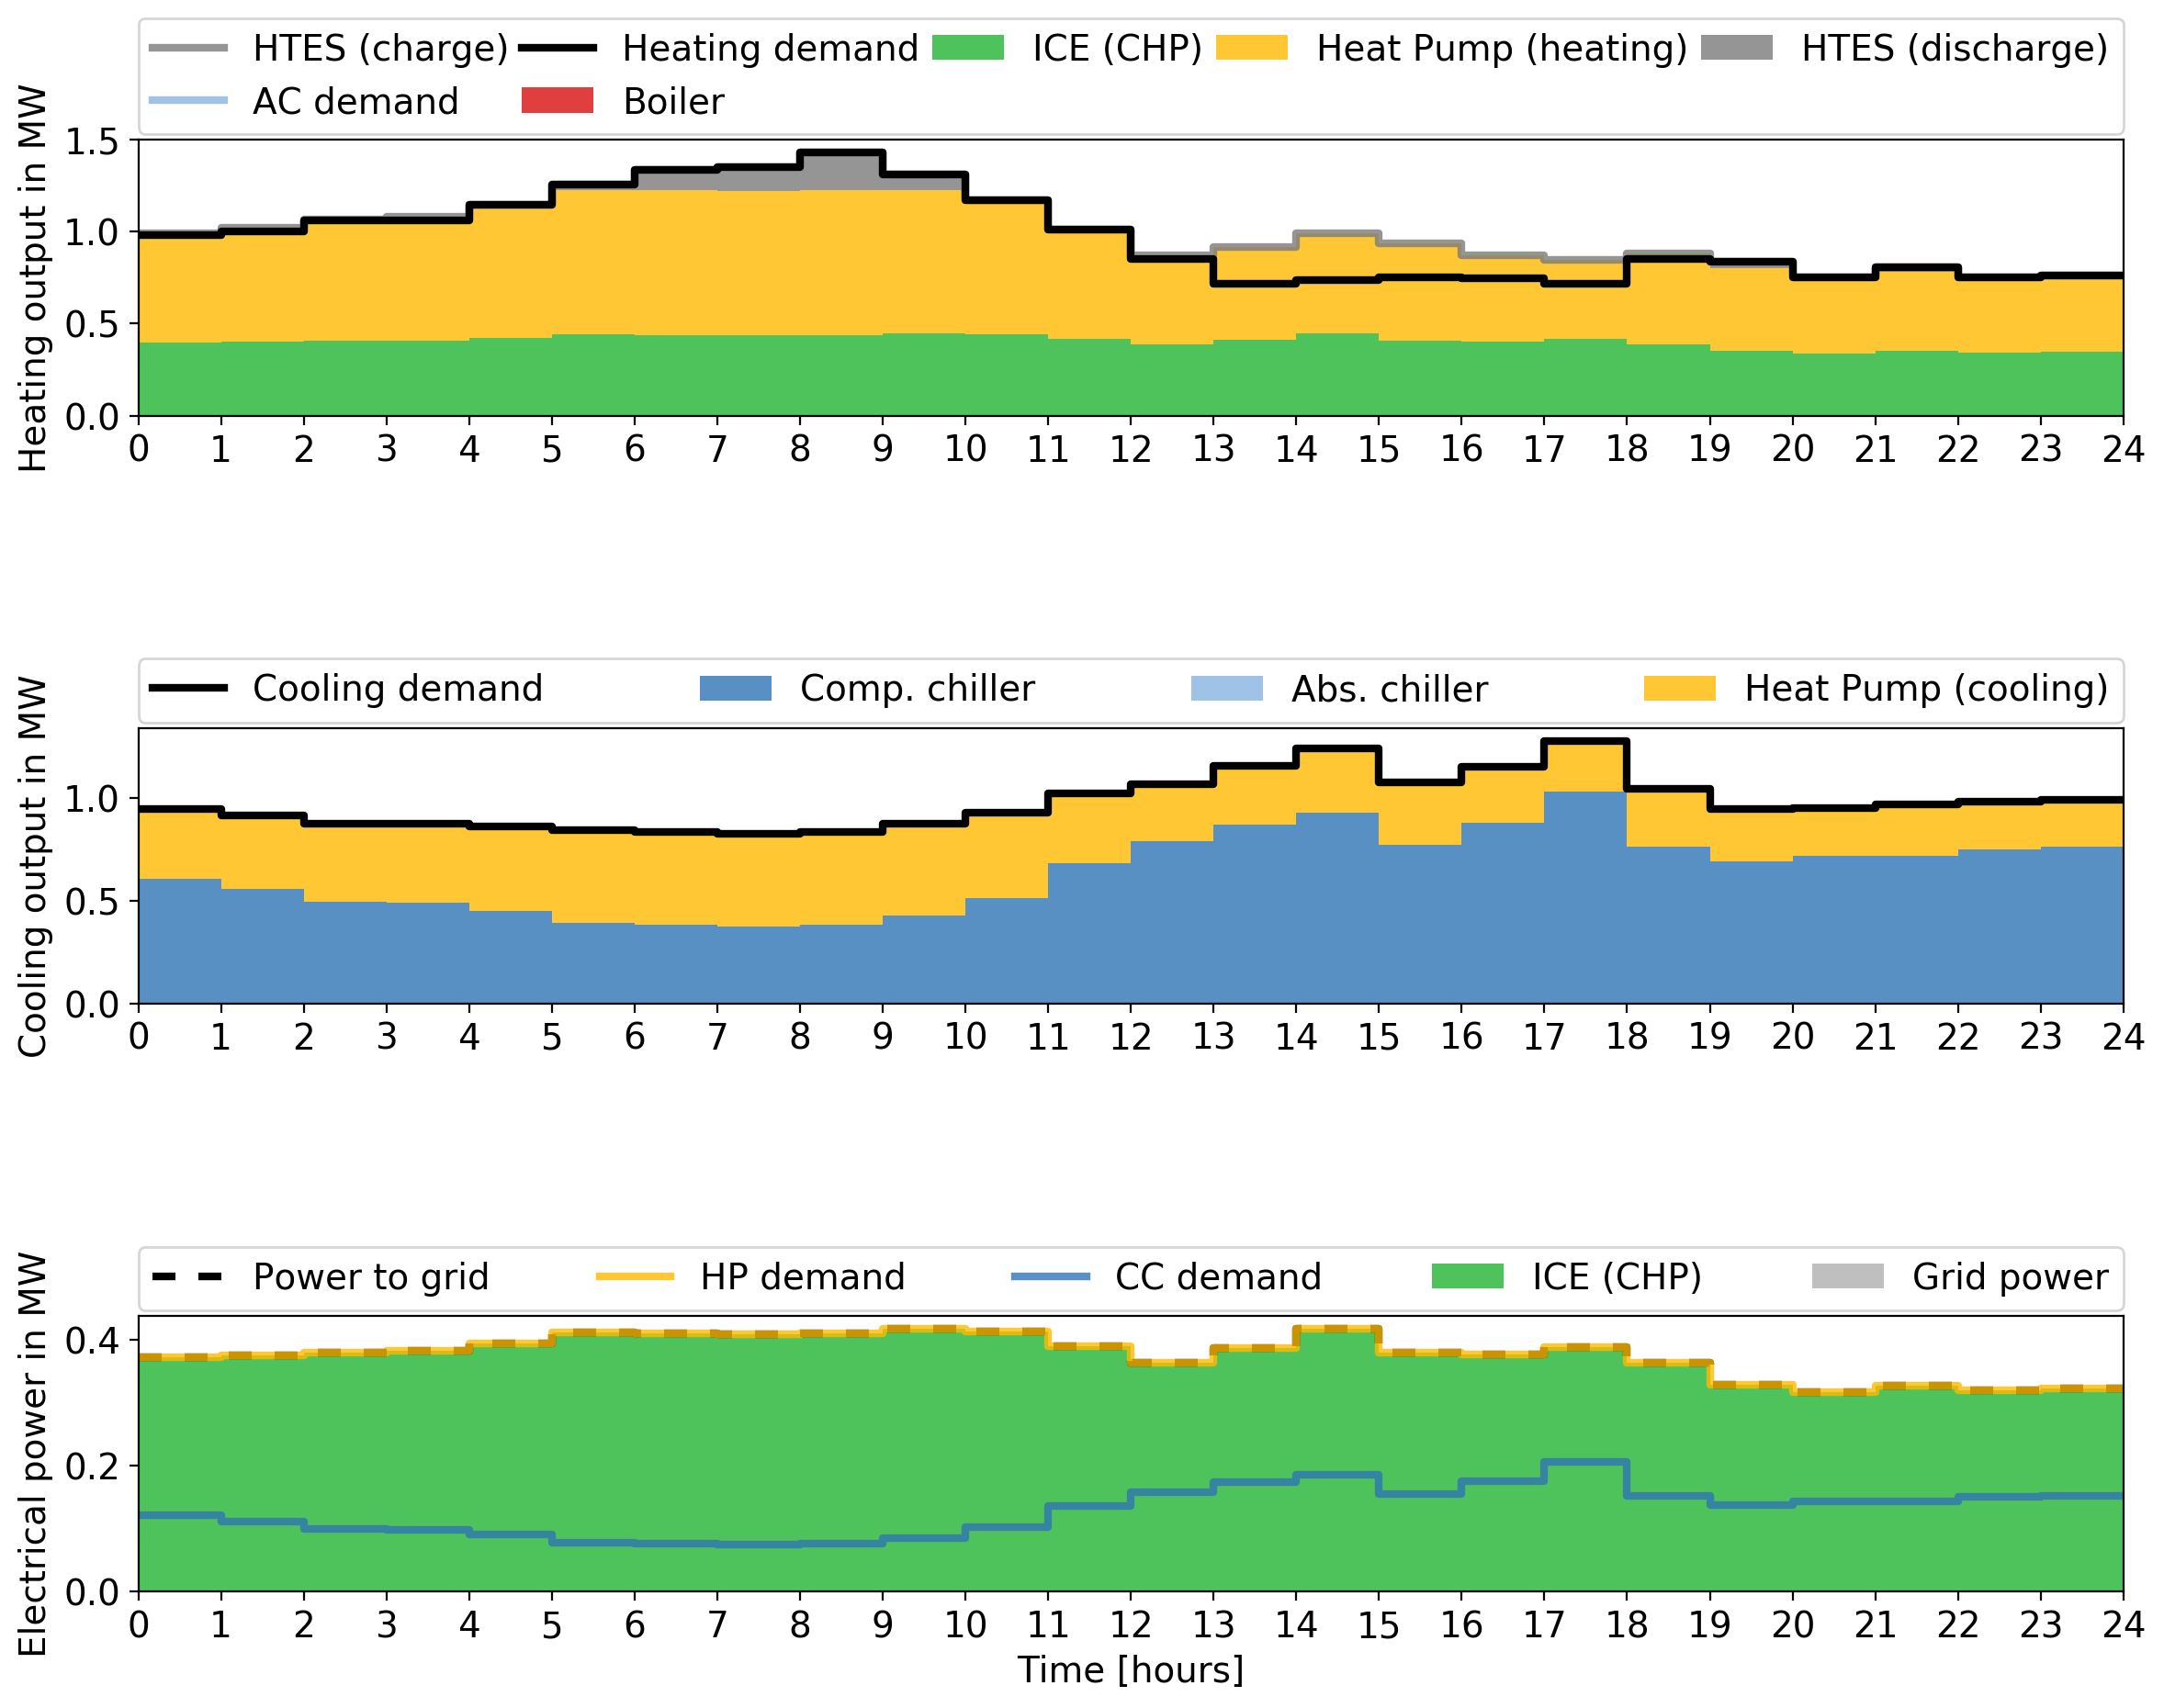 HTES (charge) Heating demand ICE (CHP) Heat Pump (heating) HTES (discharge)
AC demand Boiler
Heating output in MW
1.5
1.0
0.5
0.0
0 1 2 3 4 5 6 7 8 9 10 11 12 13 14 15 16 17 18 19 20 21 22 23 24
Cooling demand Comp. chiller Abs. chiller Heat Pump (cooling)
Cooling output in MW
1.0
0.5
0.0
0 1 2 3 4 5 6 7 8 9 10 11 12 13 14 15 16 17 18 19 20 21 22 23 24
Power to grid HP demand CC demand ICE (CHP) Grid power
Electrical power in MW
0.4
0.2
0.0
0 1 2 3 4 5 6 7 8 9 10 11 12 13 14 15 16 17 18 19 20 21 22 23 24
Time [hours]